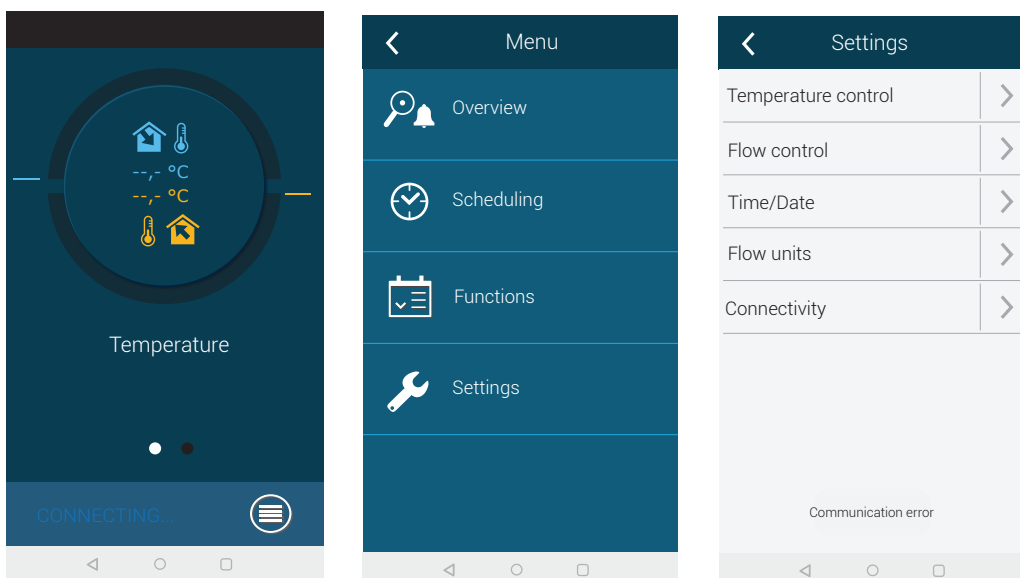 --,- °C
--,- °C
Temperature
CONNECTING...
Menu
Overview
Scheduling
Functions
Settings
Settings
Temperature control
Flow control
Time/Date
Flow units
Connectivity
Communication error